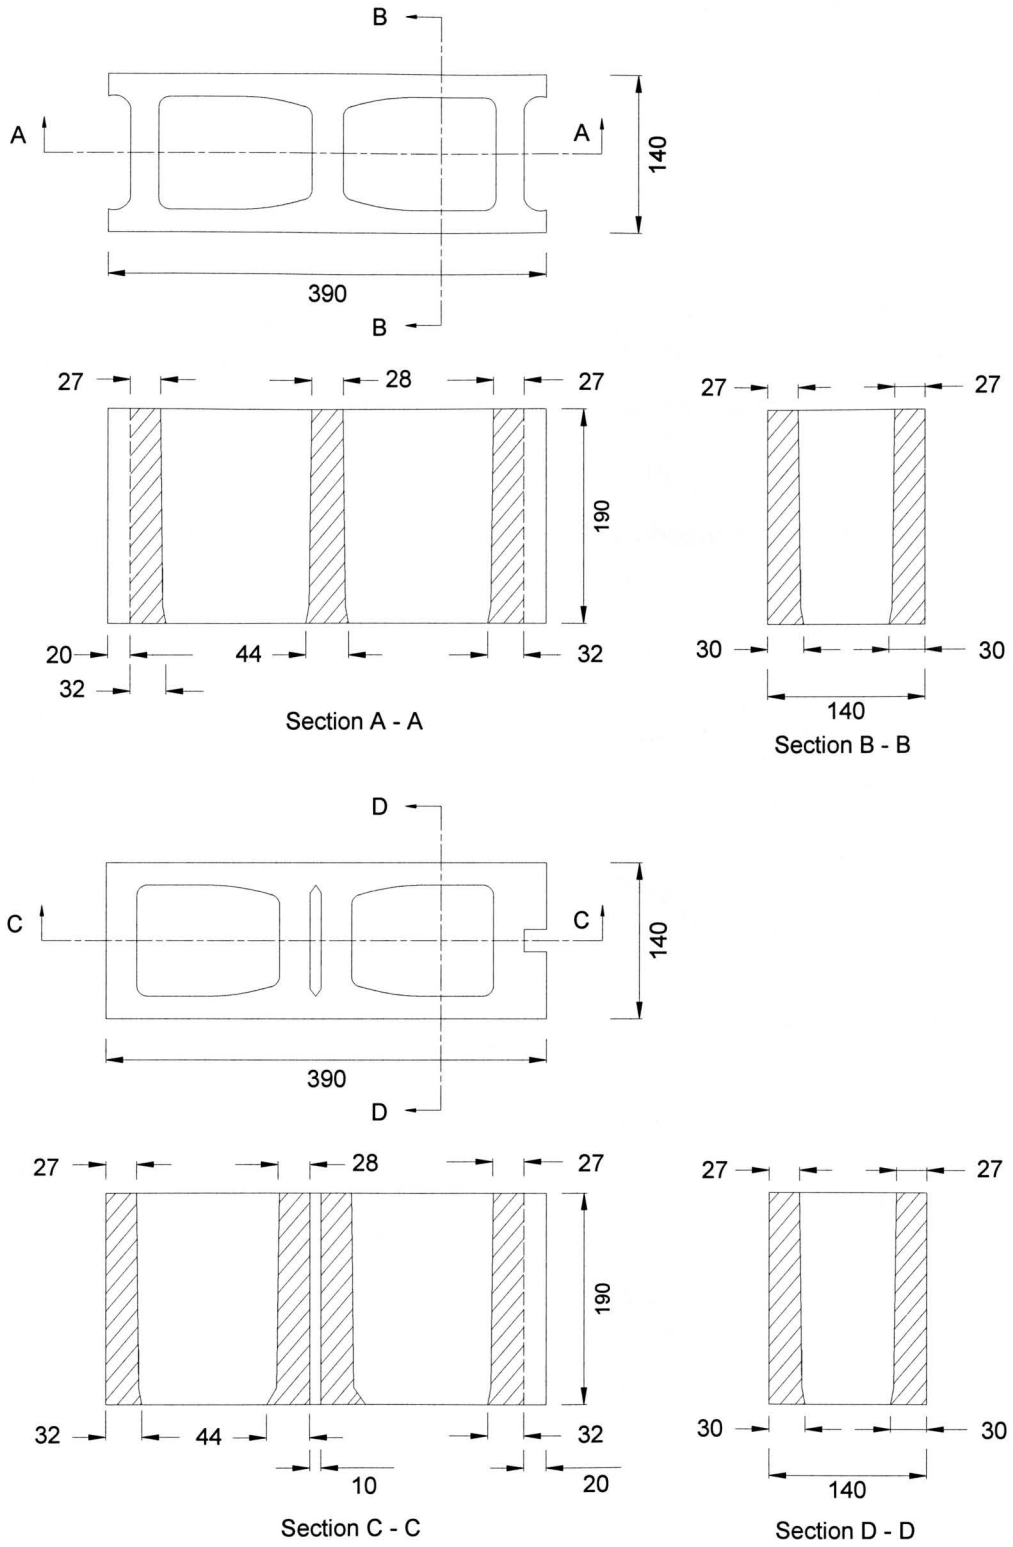 B
A A
140
390
B
27 28 27 27 27
190
20 44 32 30 30
32
140
Section A - A
Section B - B
D
C C
140
390
D
27 28 27 27 27
190
32 44 32 30 30
10 20 140
Section C - C Section D - D